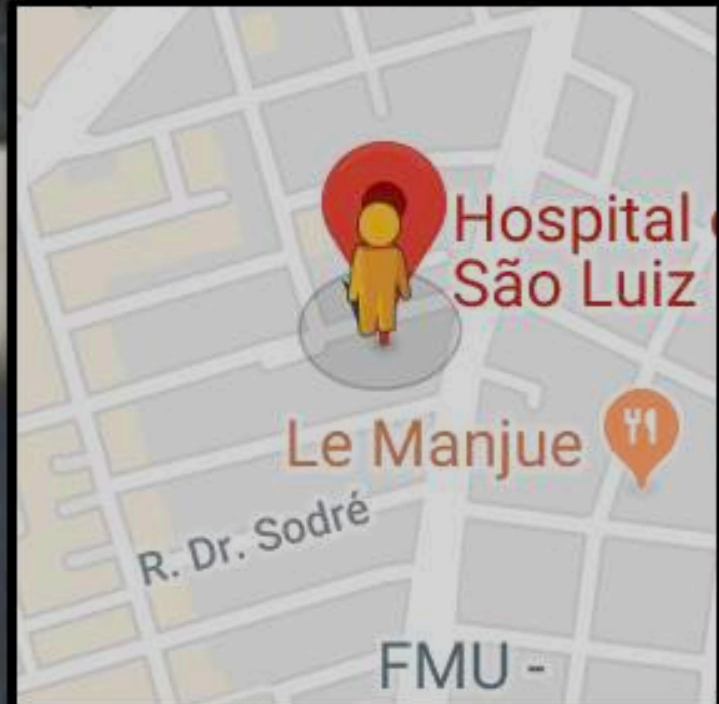 Hospital
São Luiz
Le Manjue
R. Dr. Sodré
FMU -